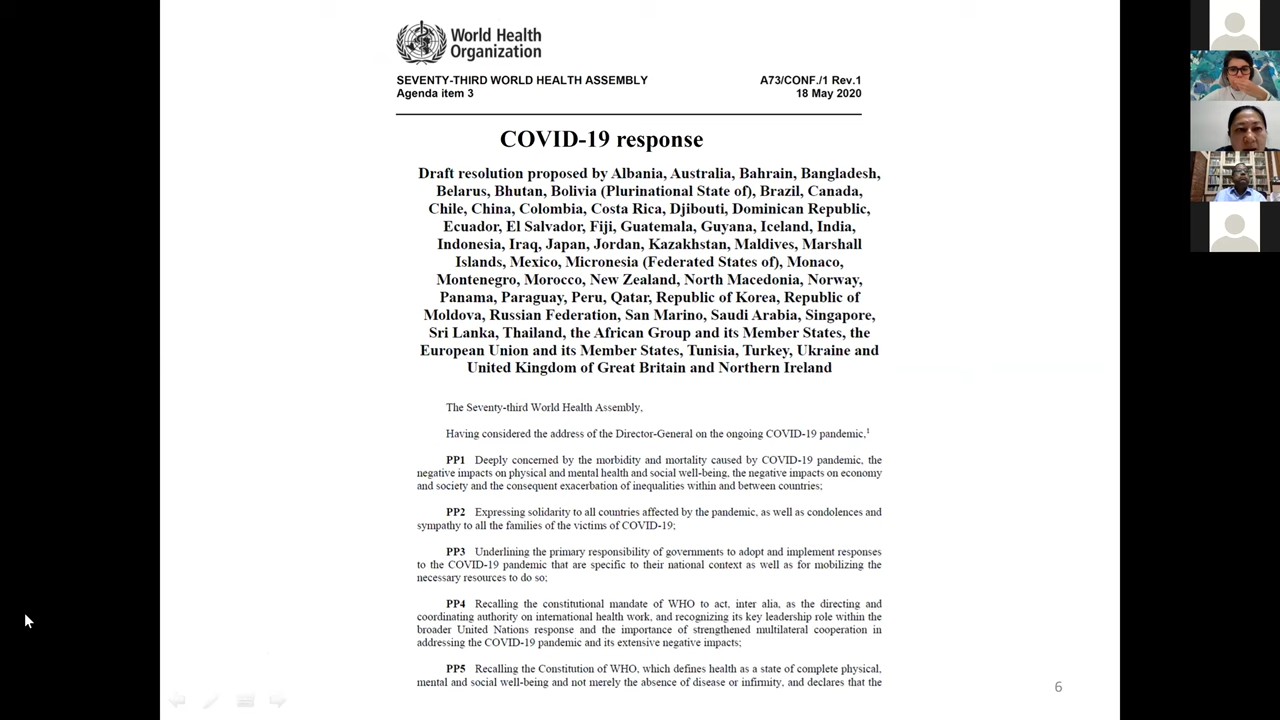 World Health
Organization
SEVENTY-THIRD WORLD HEALTH ASSEMBLY
A73/CONF./1 Rev.1
Agenda item 3
18 May 2020
COVID-19 response
Draft resolution proposed by Albania, Australia, Bahrain, Bangladesh,
Belarus, Bhutan, Bolivia (Plurinational State of), Brazil, Canada,
Chile, China, Colombia, Costa Rica, Djibouti, Dominican Republic,
Ecuador, El Salvador, Fiji, Guatemala, Guyana, Iceland, India,
Indonesia, Iraq, Japan, Jordan, Kazakhstan, Maldives, Marshall
Islands, Mexico, Micronesia (Federated States of), Monaco,
Montenegro, Morocco, New Zealand, North Macedonia, Norway,
Panama, Paraguay, Peru, Qatar, Republic of Korea, Republic of
Moldova, Russian Federation, San Marino, Saudi Arabia, Singapore,
Sri Lanka, Thailand, the African Group and its Member States, the
European Union and its Member States, Tunisia, Turkey, Ukraine and
United Kingdom of Great Britain and Northern Ireland
The Seventy-third World Health Assembly,
Having considered the address of the Director-General on the ongoing COVID-19 pandemic,1
PP1 Deeply concerned by the morbidity and mortality caused by COVID-19 pandemic, the
negative impacts on physical and mental health and social well-being, the negative impacts on economy
and society and the consequent exacerbation of inequalities within and between countries;
PP2 Expressing solidarity to all countries affected by the pandemic, as well as condolences and
sympathy to all the families of the victims of COVID-19;
PP3 Underlining the primary responsibility of governments to adopt and implement responses
to the COVID-19 pandemic that are specific to their national context as well as for mobilizing the
necessary resources to do so;
PP4 Recalling the constitutional mandate of WHO to act, inter alia, as the directing and
coordinating authority on international health work, and recognizing its key leadership role within the
broader United Nations response and the importance of strengthened multilateral cooperation in
addressing the COVID-19 pandemic and its extensive negative impacts;
PP5 Recalling the Constitution of WHO, which defines health as a state of complete physical,
mental and social well-being and not merely the absence of disease or infirmity, and declares that the
6